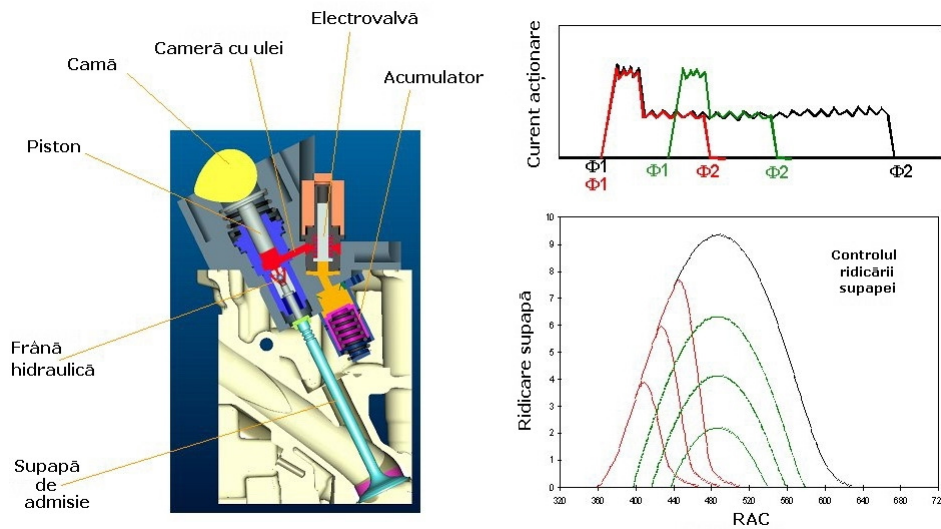 Electrovalvă
Cameră cu ulei
Camă
Acumulator
Piston
Frână
hidraulică
Supapă
de
admisie
Curent acționare
Φ1
Φ1
Φ1
Φ2
Φ2
Φ2
Ridicare supapă
10
9
8
7
6
5
4
3
2
1
0
Controlul
ridicării
supapei
320 360 400 440 480 520 560 600 640 680 72
RAC